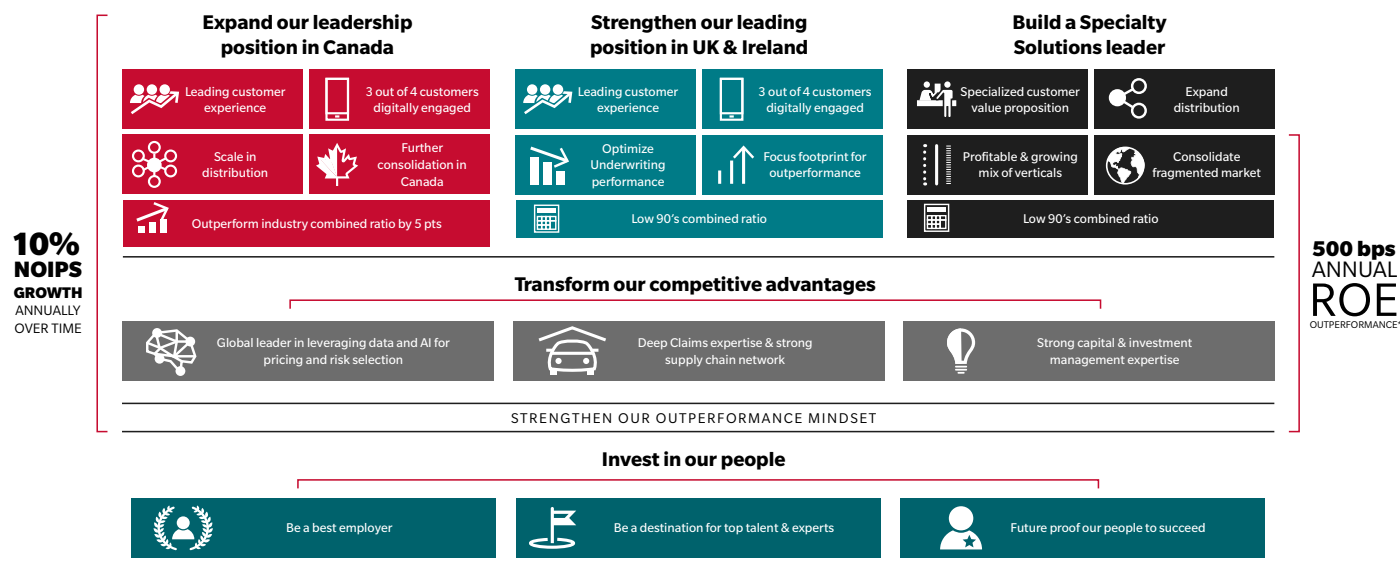 Expand our leadership
position in Canada
Leading customer
experience
3 out of 4 customers
digitally engaged
Scale in
distribution
Further
consolidation in
Canada
Outperform industry combined ratio by 5 pts
Strengthen our leading
position in UK & Ireland
Leading customer
experience
3 out of 4 customers
digitally engaged
Optimize
Underwriting
performance
Focus footprint for
outperformance
Low 90's combined ratio
Build a Specialty
Solutions leader
Specialized customer
value proposition
Expand
distribution
Profitable & growing
mix of verticals
Consolidate
fragmented market
Low 90's combined ratio
10%
NOIPS
GROWTH
ANNUALLY
OVER TIME
500 bps
ANNUAL
ROE
OUTPERFORMANCE*
Transform our competitive advantages
Global leader in leveraging data and AI for
pricing and risk selection
Deep Claims expertise & strong
supply chain network
Strong capital & investment
management expertise
STRENGTHEN OUR OUTPERFORMANCE MINDSET
Invest in our people
Be a best employer
Be a destination for top talent & experts
Future proof our people to succeed